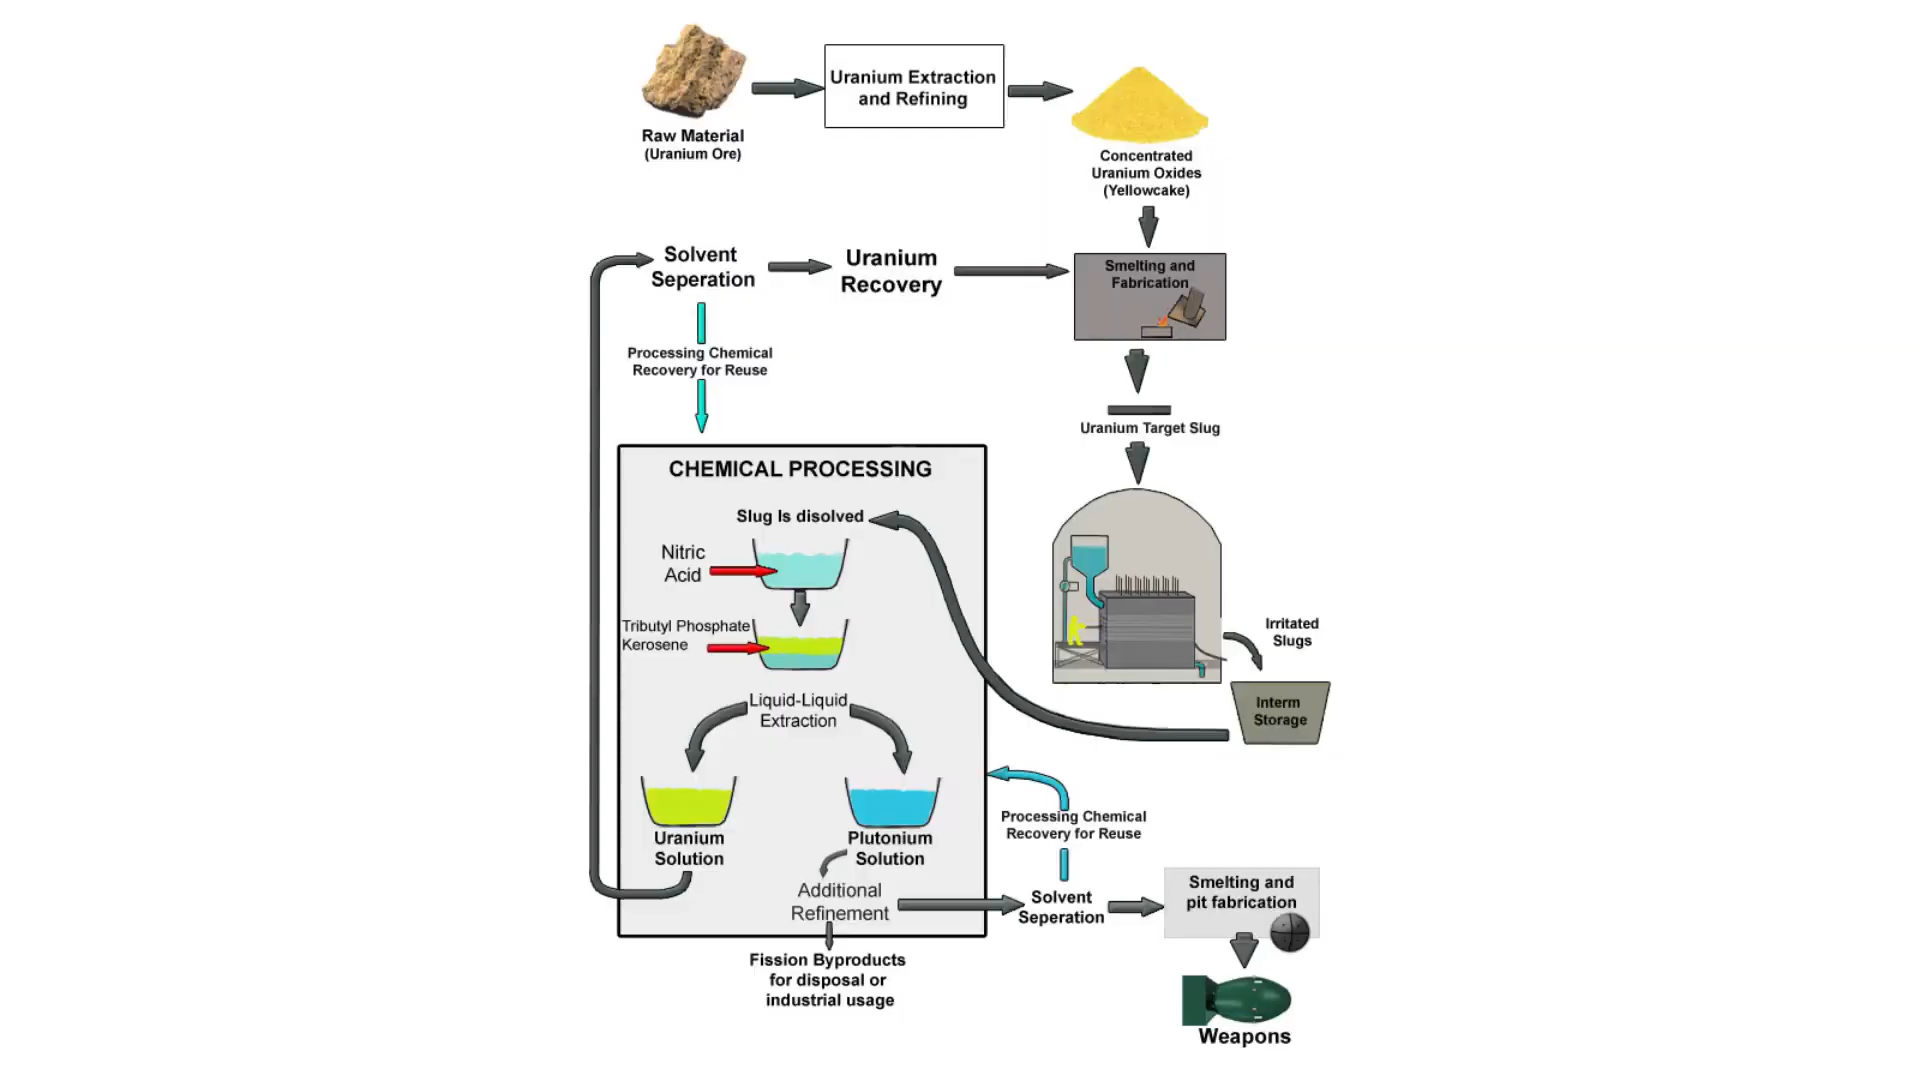 Uranium Extraction
and Refining
Raw Material
(Uranium Ore)
Concentrated
Uranium Oxides
(Yellowcake)
Solvent
Seperation
Uranium
Recovery
Smelting and
Fabrication
Processing Chemical
Recovery for Reuse
Uranium Target Slug
CHEMICAL PROCESSING
Slug Is disolved
Nitric
Acid
Tributyl Phosphate
Kerosene
Irritated
Slugs
Interm
Storage
Liquid-Liquid
Extraction
Uranium
Solution
Plutonium
Solution
Processing Chemical
Recovery for Reuse
Additional
Refinement
Solvent
Seperation
Smelting and
pit fabrication
Fission Byproducts
for disposal or
industrial usage
Weapons